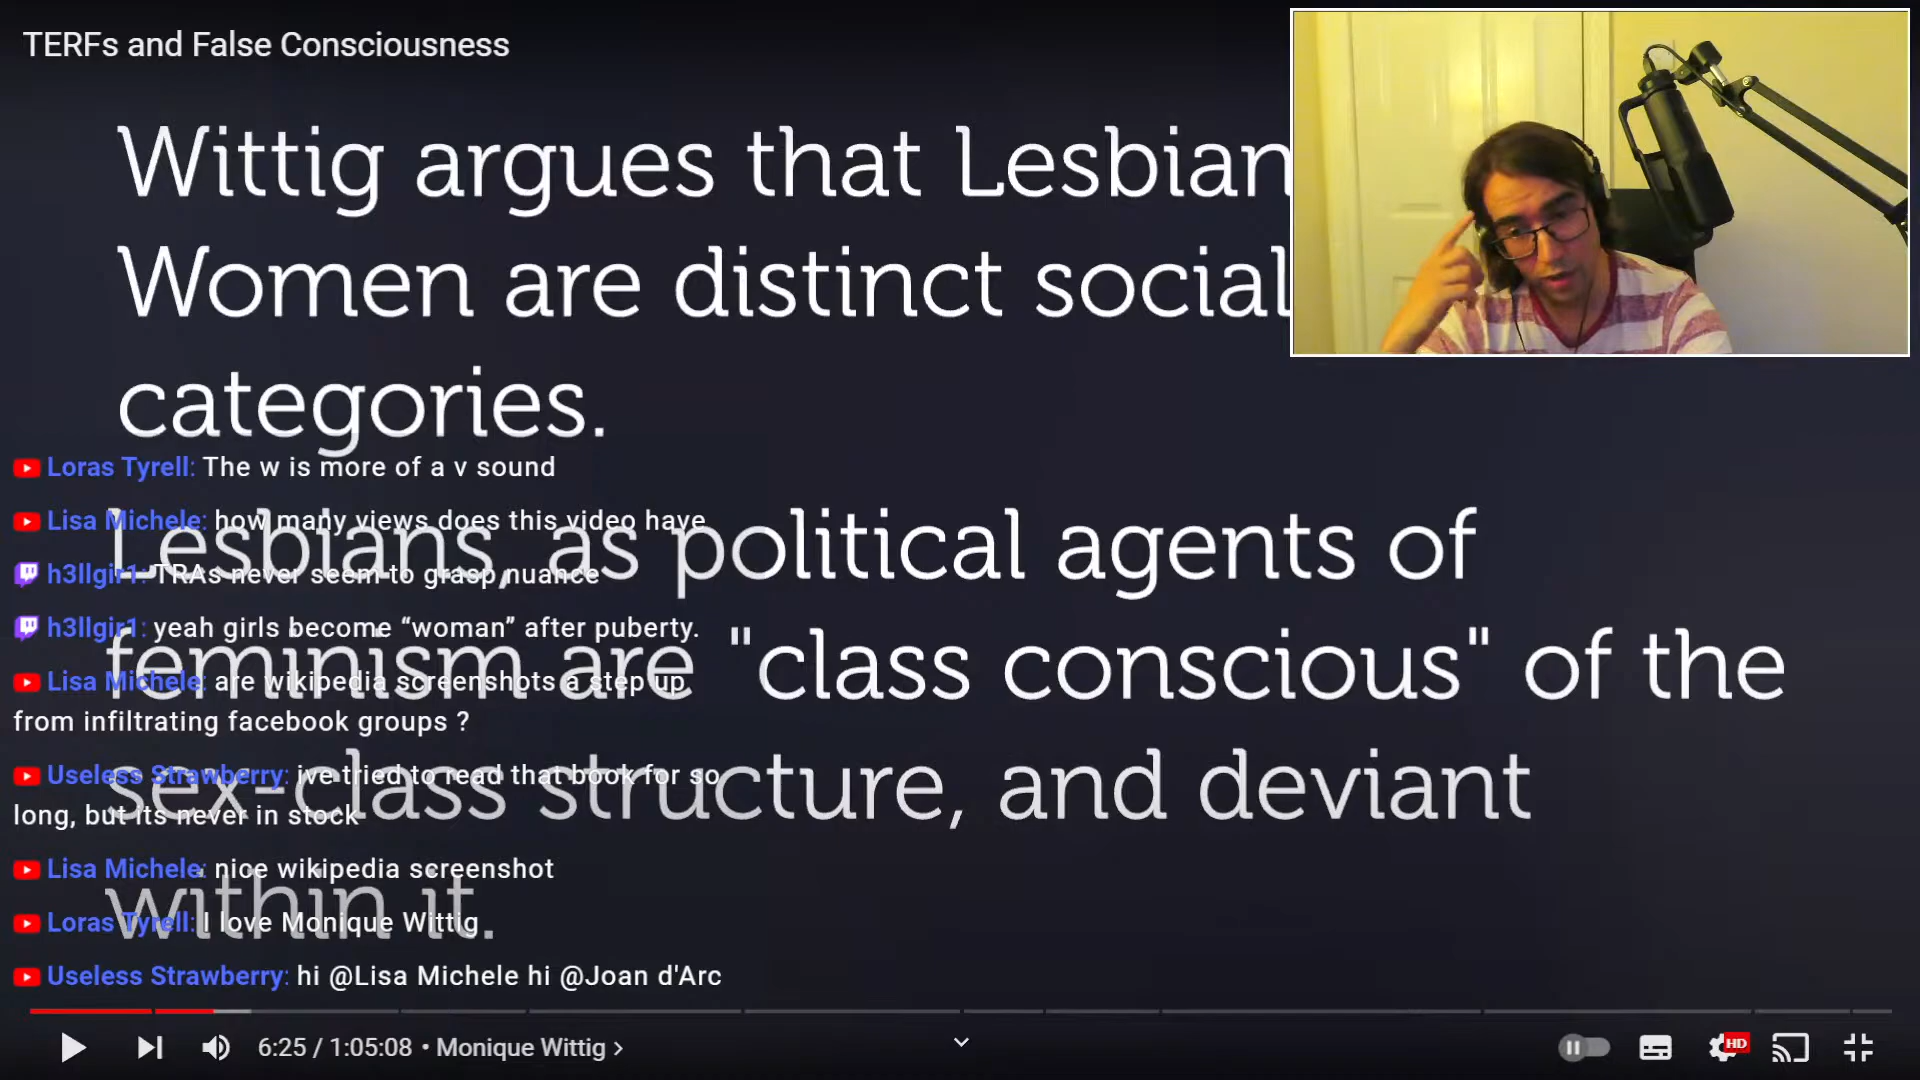 TERFs and False Consciousness
Wittig argues that Lesbian
Women are distinct social
categories.
Loras Tyrell: The w is more of a v sound
Lisa Michele: how many views does this video have
Lesbians, as political agents of
h3llgir1: TRAs never seem to grasp nuance
h3llgir1: yeah girls become “woman” after puberty.
feminism are "class conscious" of the
Lisa Michele: are wikipedia screenshots a step up
from infiltrating facebook groups ?
Useless Strawberry: ive tried to read that book for so
sex-class structure, and deviant
long, but its never in stock
Lisa Michele: nice wikipedia screenshot
within it.
Loras Tyrell: I love Monique Wittig
Useless Strawberry: hi @Lisa Michele hi @Joan d'Arc
6:25 / 1:05:08 • Monique Wittig >
HD